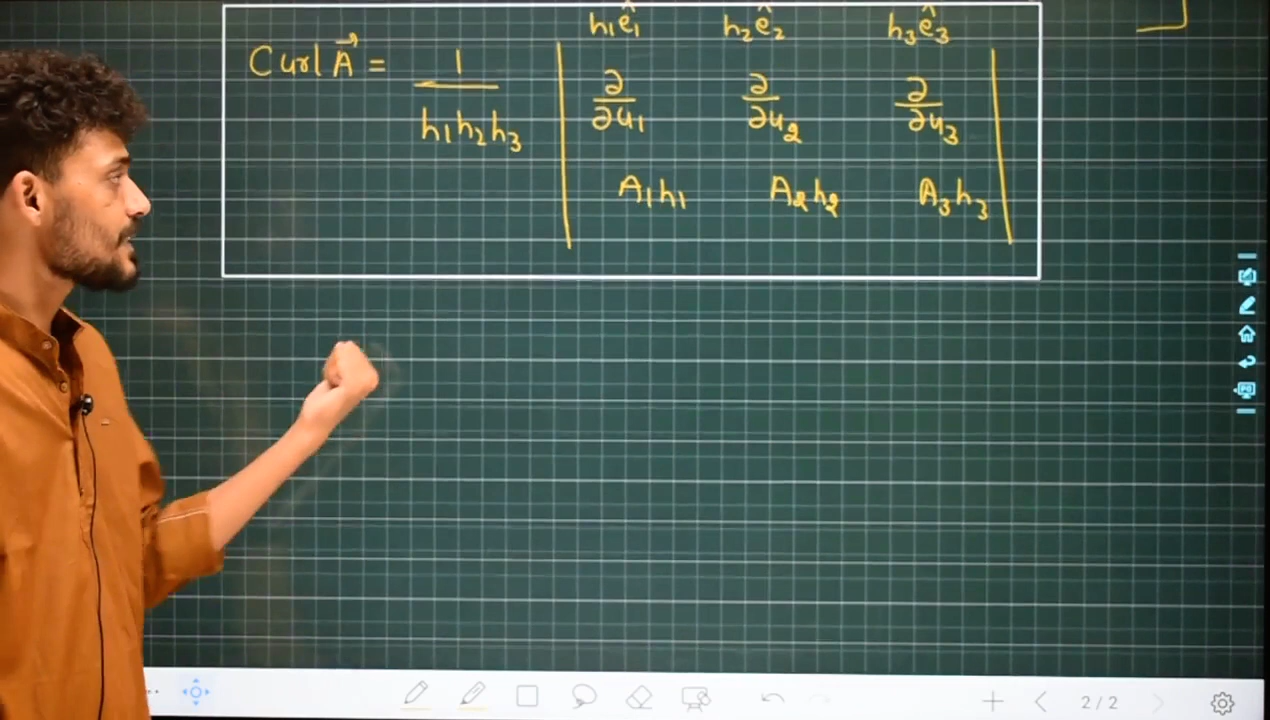 h₁ê₁ h₂ê₂ h₃ê₃
Curl A⃗ = 1 ∂ ∂ ∂
h₁h₂h₃ ∂u₁ ∂u₂ ∂u₃
A₁h₁ A₂h₂ A₃h₃
2/2